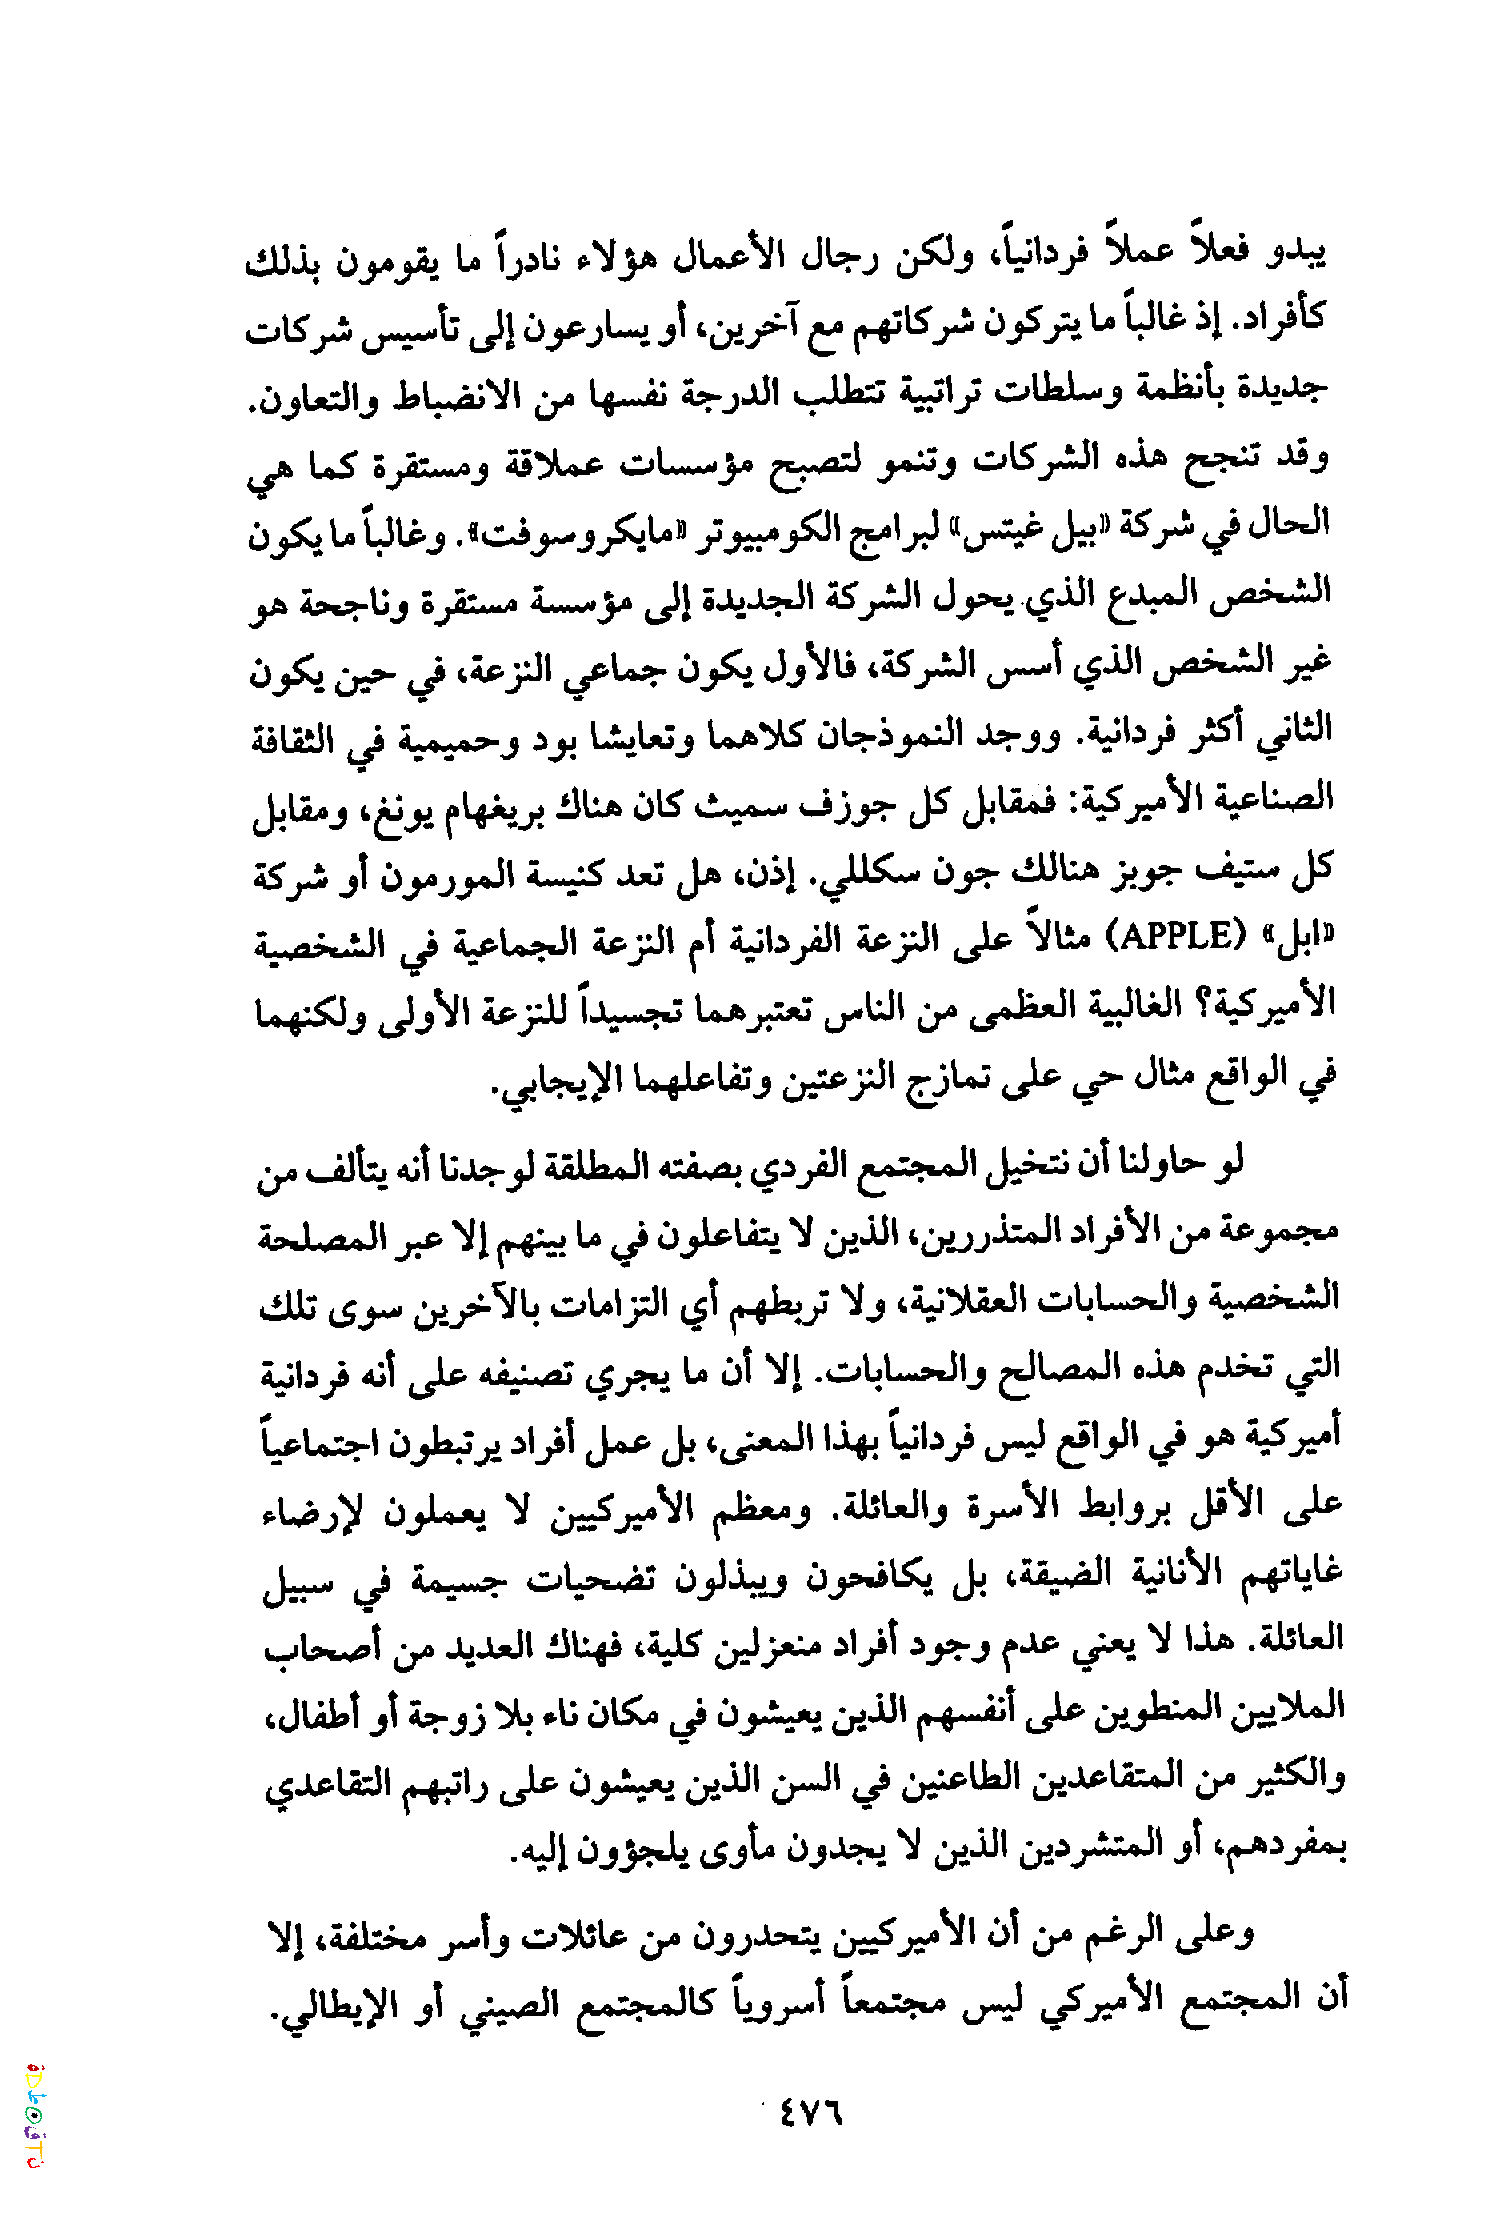 يبدو فعلاً عملاً فردانياً، ولكن رجال الأعمال هؤلاء نادراً ما يقومون بذلك
كأفراد. إذ غالباً ما يتركون شركاتهم مع آخرين، أو يسارعون إلى تأسيس شركات
جديدة بأنظمة وسلطات تراتبية تتطلب الدرجة نفسها من الانضباط والتعاون.
وقد تنجح هذه الشركات وتنمو لتصبح مؤسسات عملاقة ومستقرة كما هي
الحال في شركة «بيل غيتس» لبرامج الكومبيوتر «مايكروسوفت». وغالباً ما يكون
الشخص المبدع الذي يحول الشركة الجديدة إلى مؤسسة مستقرة وناجحة هو
غير الشخص الذي أسس الشركة، فالأول يكون جماعي النزعة، في حين يكون
الثاني أكثر فردانية. ووجد النموذجان كلاهما وتعايشا بود وحميمية في الثقافة
الصناعية الأميركية: فمقابل كل جوزف سميث كان هناك بريغهام يونغ، ومقابل
كل ستيف جوبز هنالك جون سكللي. إذن، هل تعد كنيسة المورمون أو شركة
«ابل» (APPLE) مثالاً على النزعة الفردانية أم النزعة الجماعية في الشخصية
الأميركية؟ الغالبية العظمى من الناس تعتبرهما تجسيداً للنزعة الأولى ولكنهما
في الواقع مثال حي على تمازج النزعتين وتفاعلهما الإيجابي.
لو حاولنا أن نتخيل المجتمع الفردي بصفته المطلقة لوجدنا أنه يتألف من
مجموعة من الأفراد المتذررين، الذين لا يتفاعلون في ما بينهم إلا عبر المصلحة
الشخصية والحسابات العقلانية، ولا تربطهم أي التزامات بالآخرين سوى تلك
التي تخدم هذه المصالح والحسابات. إلا أن ما يجري تصنيفه على أنه فردانية
أميركية هو في الواقع ليس فردانياً بهذا المعنى، بل عمل أفراد يرتبطون اجتماعياً
على الأقل بروابط الأسرة والعائلة. ومعظم الأميركيين لا يعملون لإرضاء
غاياتهم الأنانية الضيقة، بل يكافحون ويبذلون تضحيات جسيمة في سبيل
العائلة. هذا لا يعني عدم وجود أفراد منعزلين كلية، فهناك العديد من أصحاب
الملايين المنطوين على أنفسهم الذين يعيشون في مكان ناء بلا زوجة أو أطفال،
والكثير من المتقاعدين الطاعنين في السن الذين يعيشون على راتبهم التقاعدي
بمفردهم، أو المتشردين الذين لا يجدون مأوى يلجؤون إليه.
وعلى الرغم من أن الأميركيين يتحدرون من عائلات وأسر مختلفة، إلا
أن المجتمع الأميركي ليس مجتمعاً أسروياً كالمجتمع الصيني أو الإيطالي.
٤٧٦